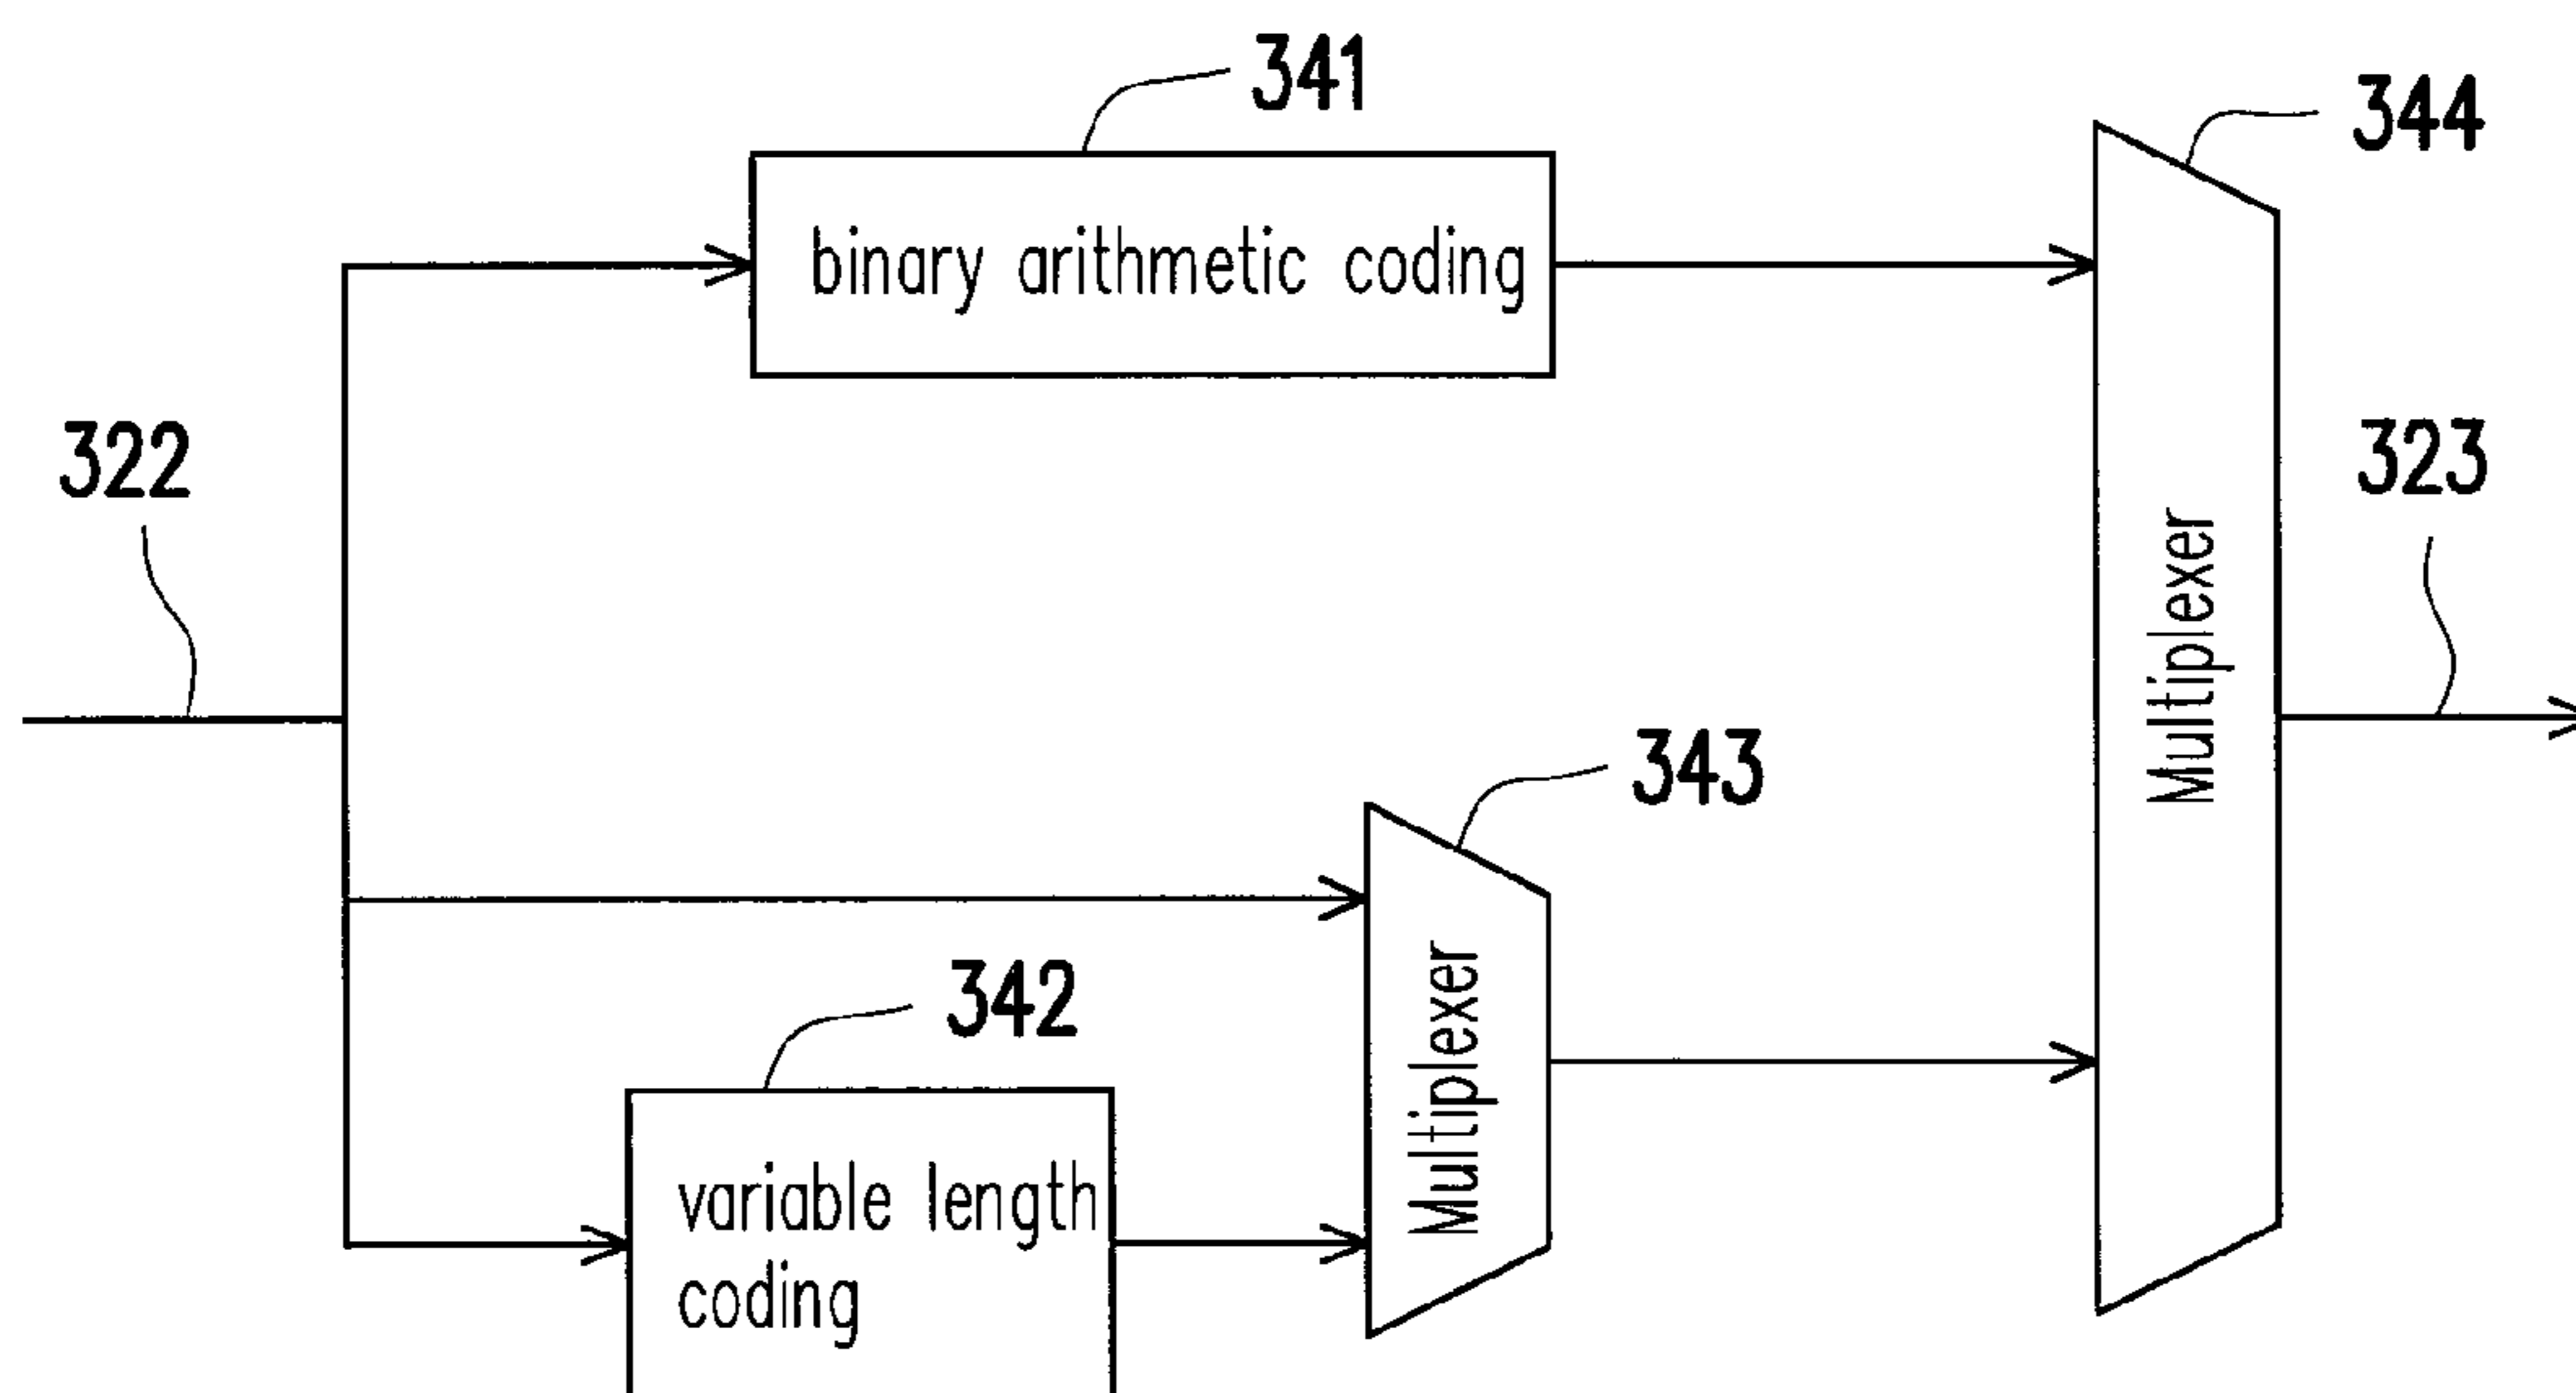 341
344
binary arithmetic coding
322
323
Multiplexer
343
342
Multiplexer
variable length
coding